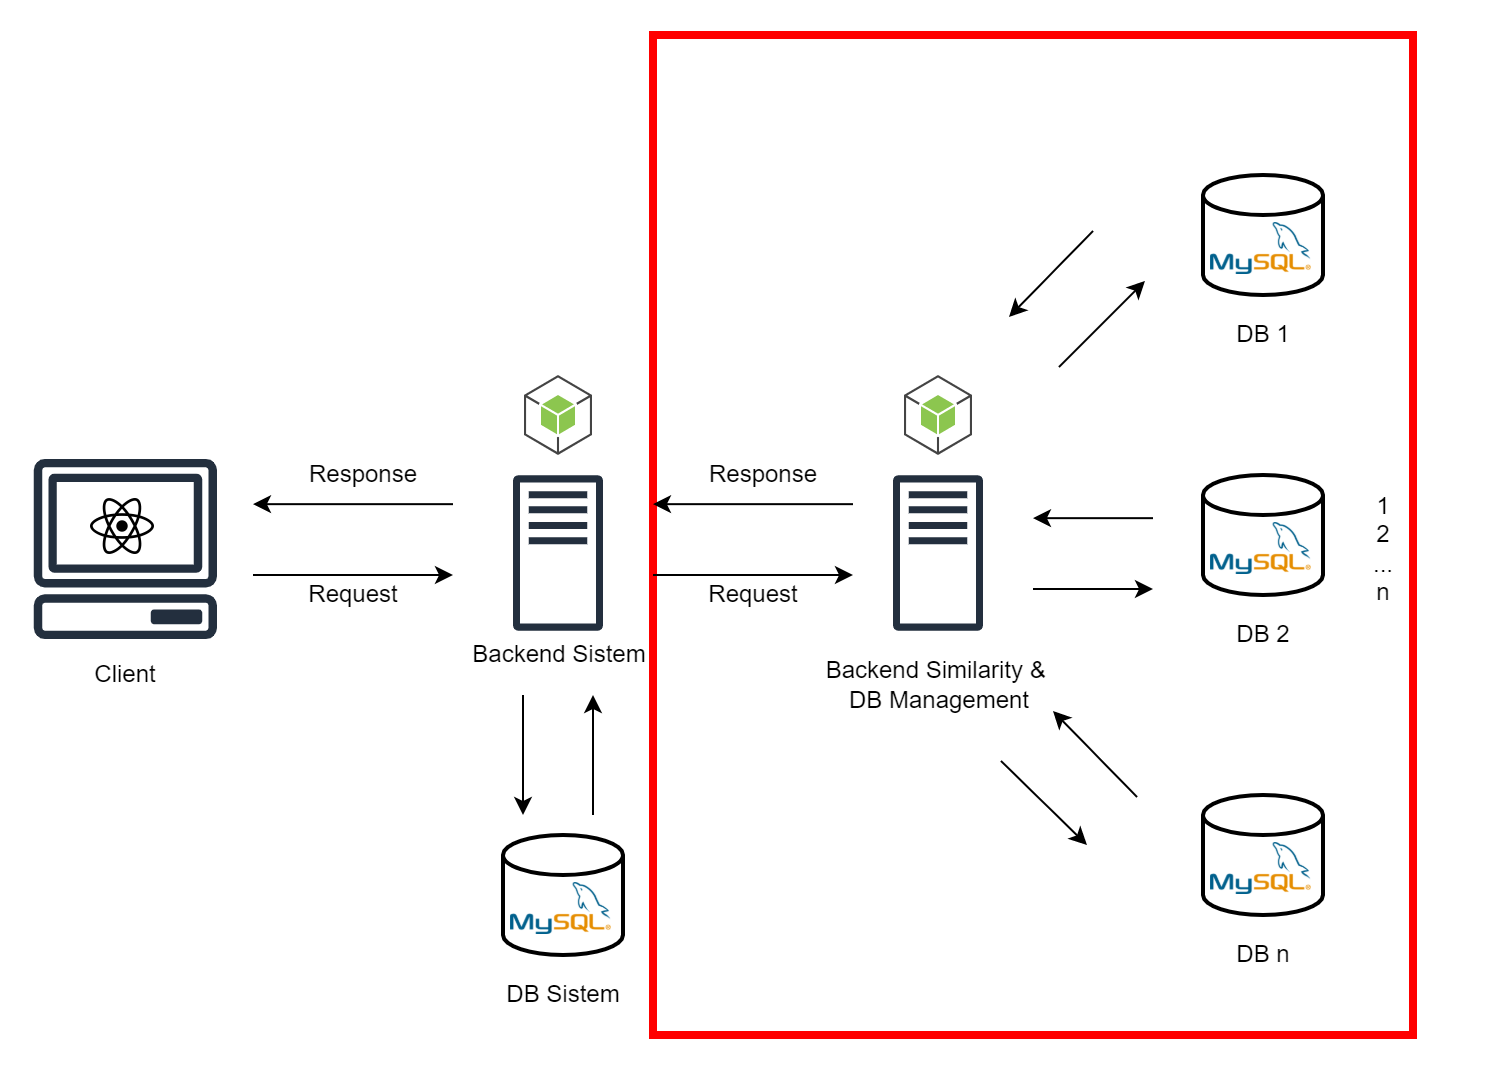 MySQL®
DB 1
Response
Request
Client
Backend Sistem
Response
Request
Backend Similarity &
DB Management
MySQL®
DB 2
1
2
...
n
MySQL®
DB Sistem
MySQL®
DB n